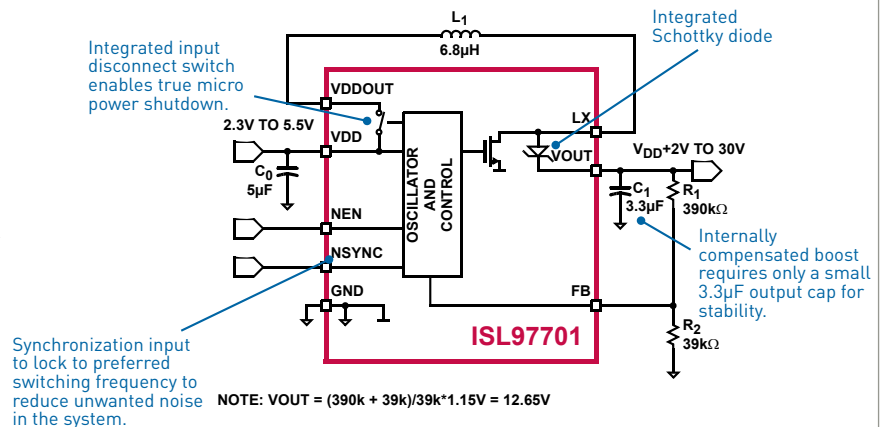 L1
6.8µH
Integrated input
disconnect switch
enables true micro
power shutdown.
Integrated
Schottky diode
VDDOUT
2.3V TO 5.5V
VDD
LX
VOUT
VDD+2V TO 30V
C0
5µF
OSCILLATOR
AND
CONTROL
C1
3.3µF
R1
390kΩ
NEN
NSYNC
GND
FB
Internally
compensated boost
requires only a small
3.3µF output cap for
stability.
ISL97701
R2
39kΩ
Synchronization input
to lock to preferred
switching frequency to
reduce unwanted noise
in the system.
NOTE: VOUT = (390k + 39k)/39k*1.15V = 12.65V